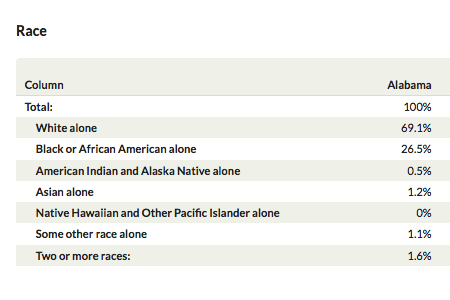 Race
Column Alabama
Total: 100%
White alone 69.1%
Black or African American alone 26.5%
American Indian and Alaska Native alone 0.5%
Asian alone 1.2%
Native Hawaiian and Other Pacific Islander alone 0%
Some other race alone 1.1%
Two or more races: 1.6%